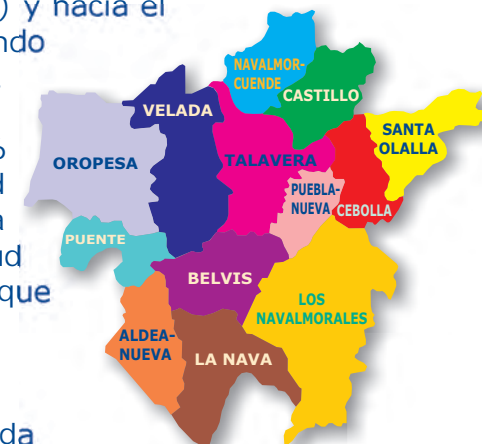 ) y hacia el
ndo
NAVALMOR-
CUENDE
CASTILLO
VELADA
SANTA
OLALLA
OROPESA
TALAVERA
PUEBLA-
NUEVA
CEBOLLA
a
PUENTE
ud
que
BELVIS
LOS
NAVALMORALES
ALDEA-
NUEVA
LA NAVA
da